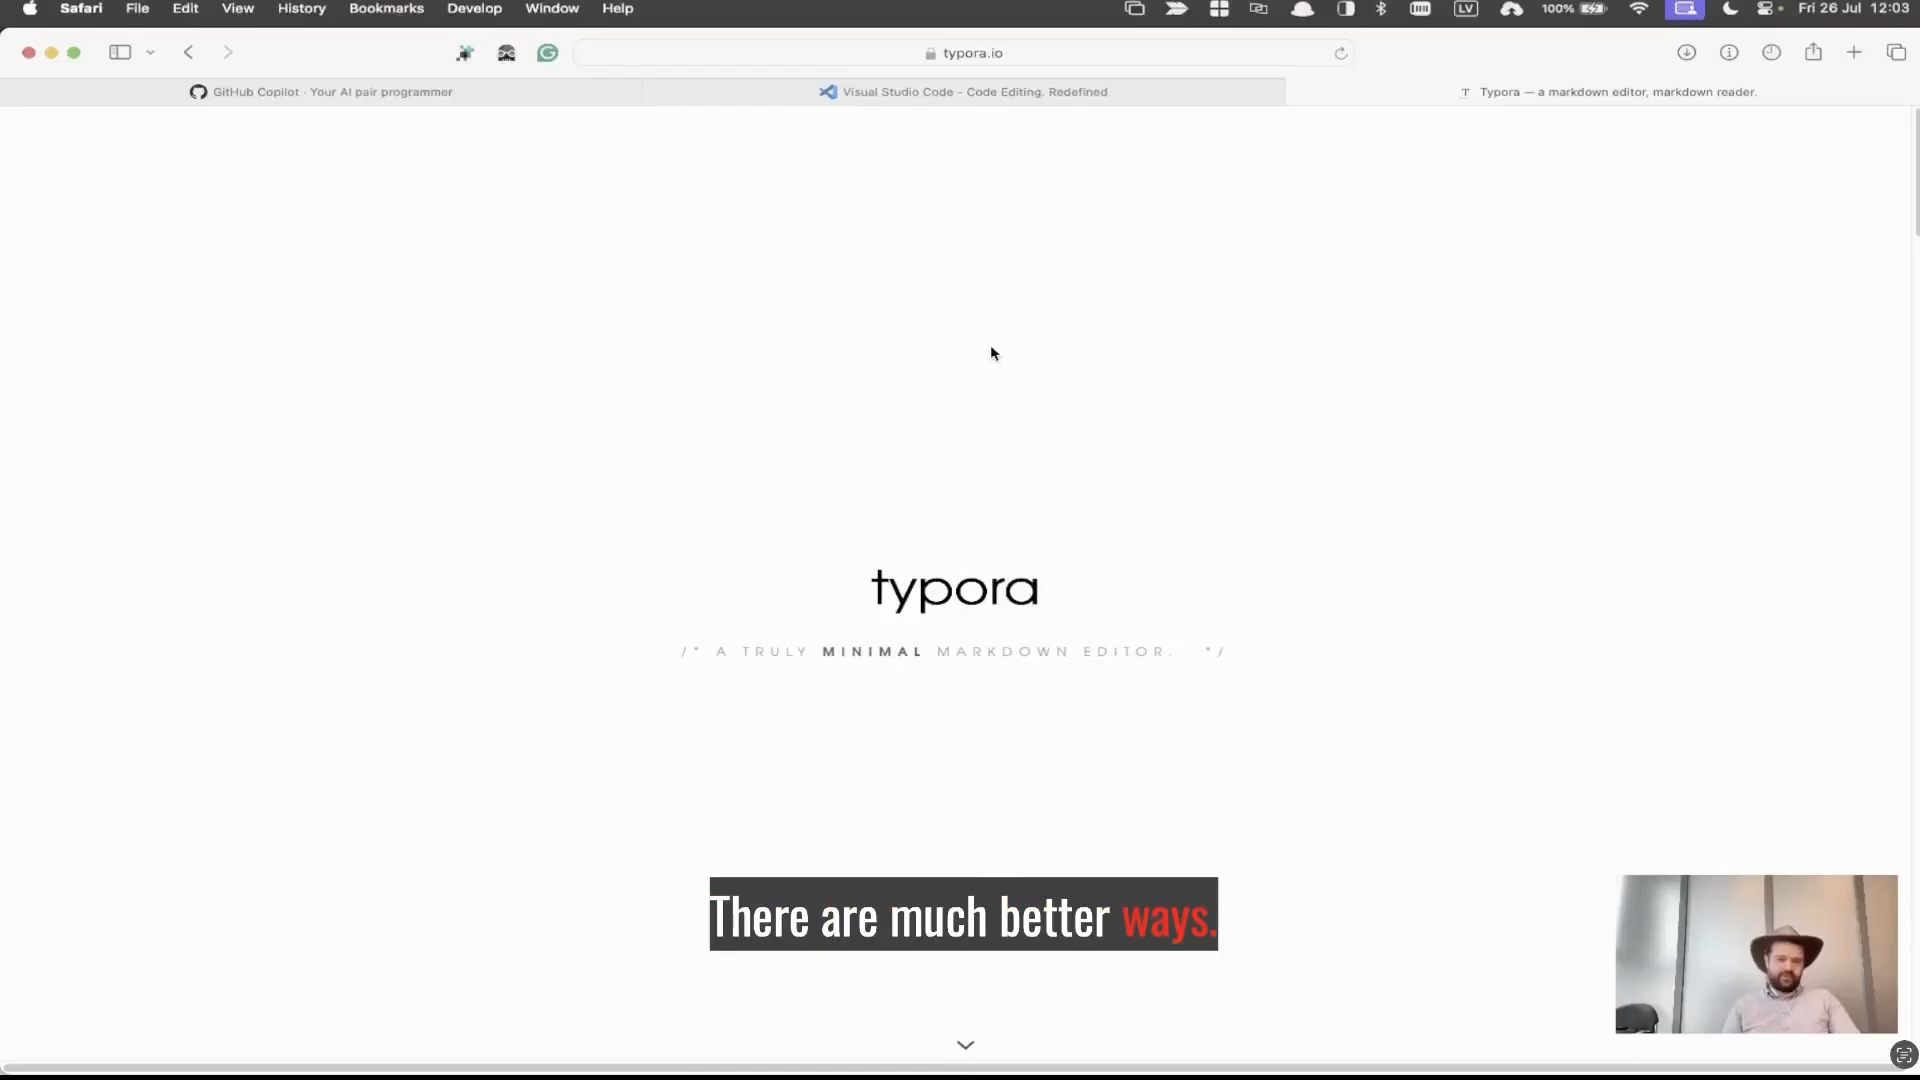 Safari File Edit View History Bookmarks Develop Window Help LV 100% Fri 26 Jul 12:03
typora.io
GitHub Copilot · Your AI pair programmer
Visual Studio Code - Code Editing. Redefined
T Typora — a markdown editor, markdown reader.
typora
/* A TRULY MINIMAL MARKDOWN EDITOR. */
There are much better ways.